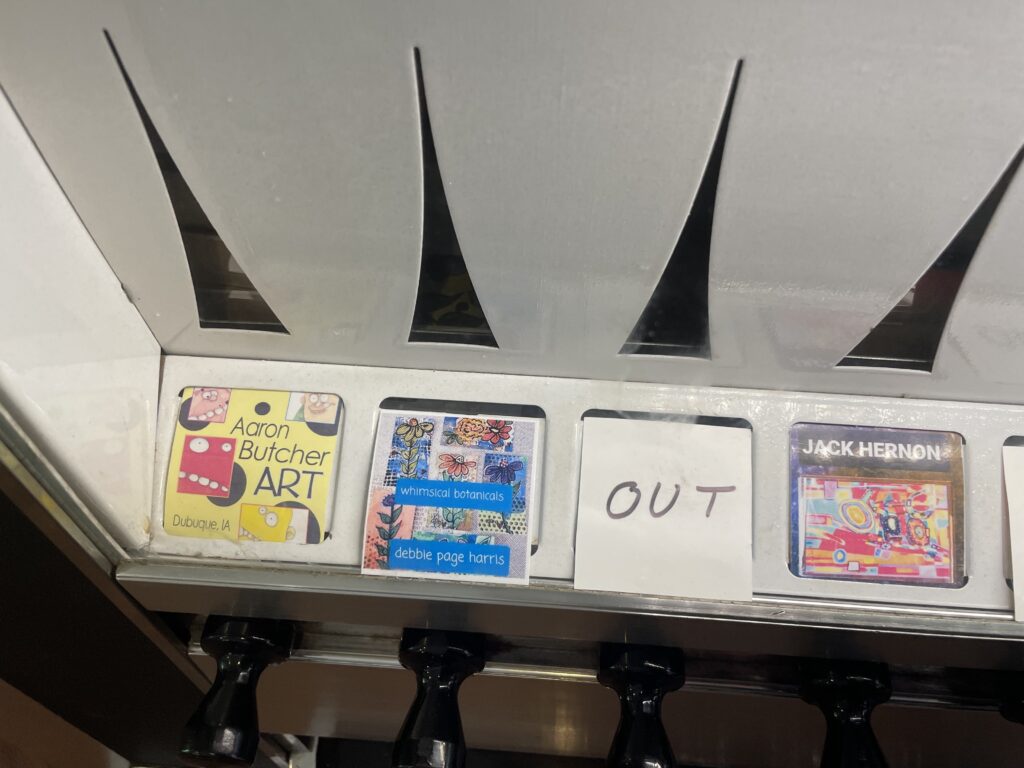 Aaron
Butcher
ART
Dubuque, IA
whimsical botanicals
debbie page harris
OUT
JACK HERNON